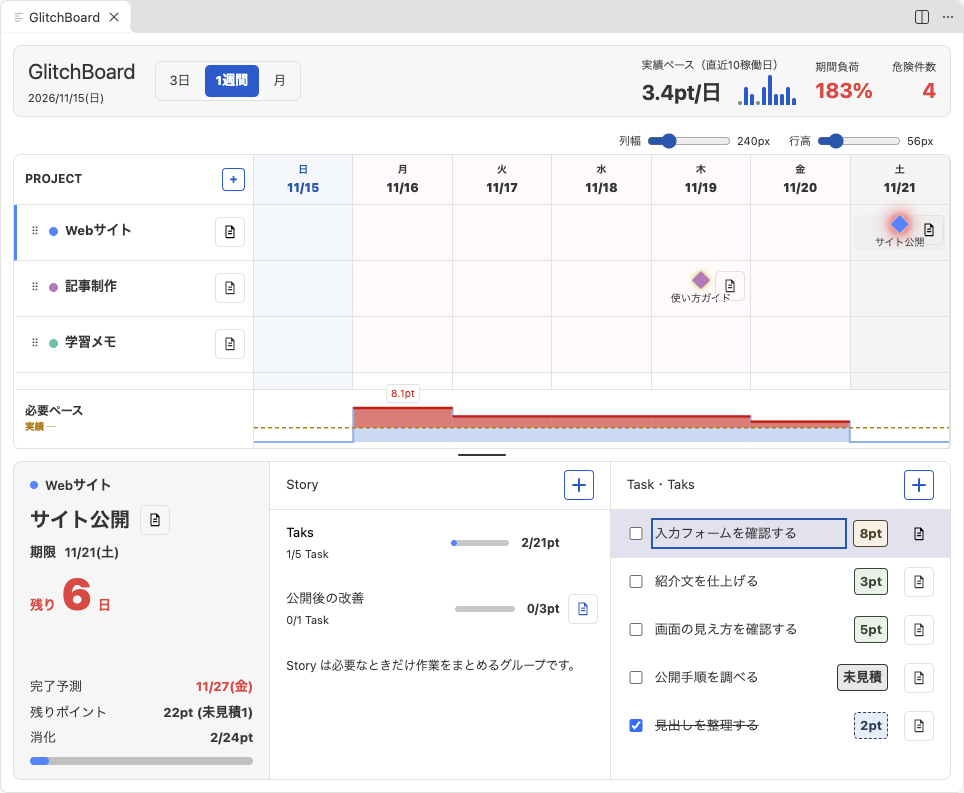 GlitchBoard
GlitchBoard
2026/11/15(日)
3日
1週間
月
実績ペース（直近10稼働日）
3.4pt/日
期間負荷
183%
危険件数
4
列幅
240px
行高
56px
PROJECT
日
11/15
月
11/16
火
11/17
水
11/18
木
11/19
金
11/20
土
11/21
Webサイト
サイト公開
記事制作
使い方ガイド
学習メモ
必要ペース
実績
8.1pt
Webサイト
サイト公開
期限 11/21(土)
残り 6 日
完了予測 11/27(金)
残りポイント 22pt (未見積1)
消化 2/24pt
Story
Taks
1/5 Task
2/21pt
公開後の改善
0/1 Task
0/3pt
Story は必要なときだけ作業をまとめるグループです。
Task・Taks
入力フォームを確認する 8pt
紹介文を仕上げる 3pt
画面の見え方を確認する 5pt
公開手順を調べる 未見積
見出しを整理する 2pt